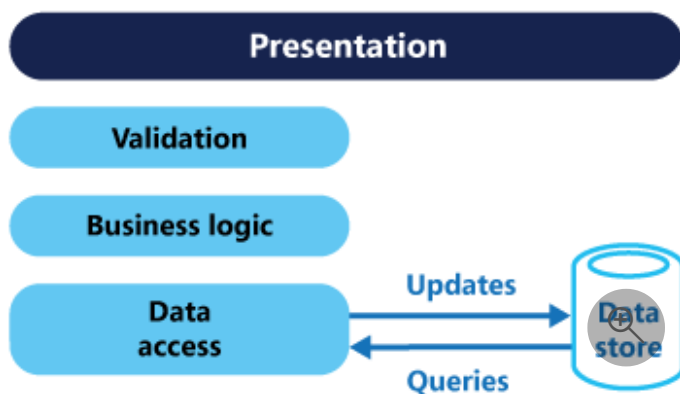 Presentation
Validation
Business logic
Data
access
Updates
Queries
Data
store